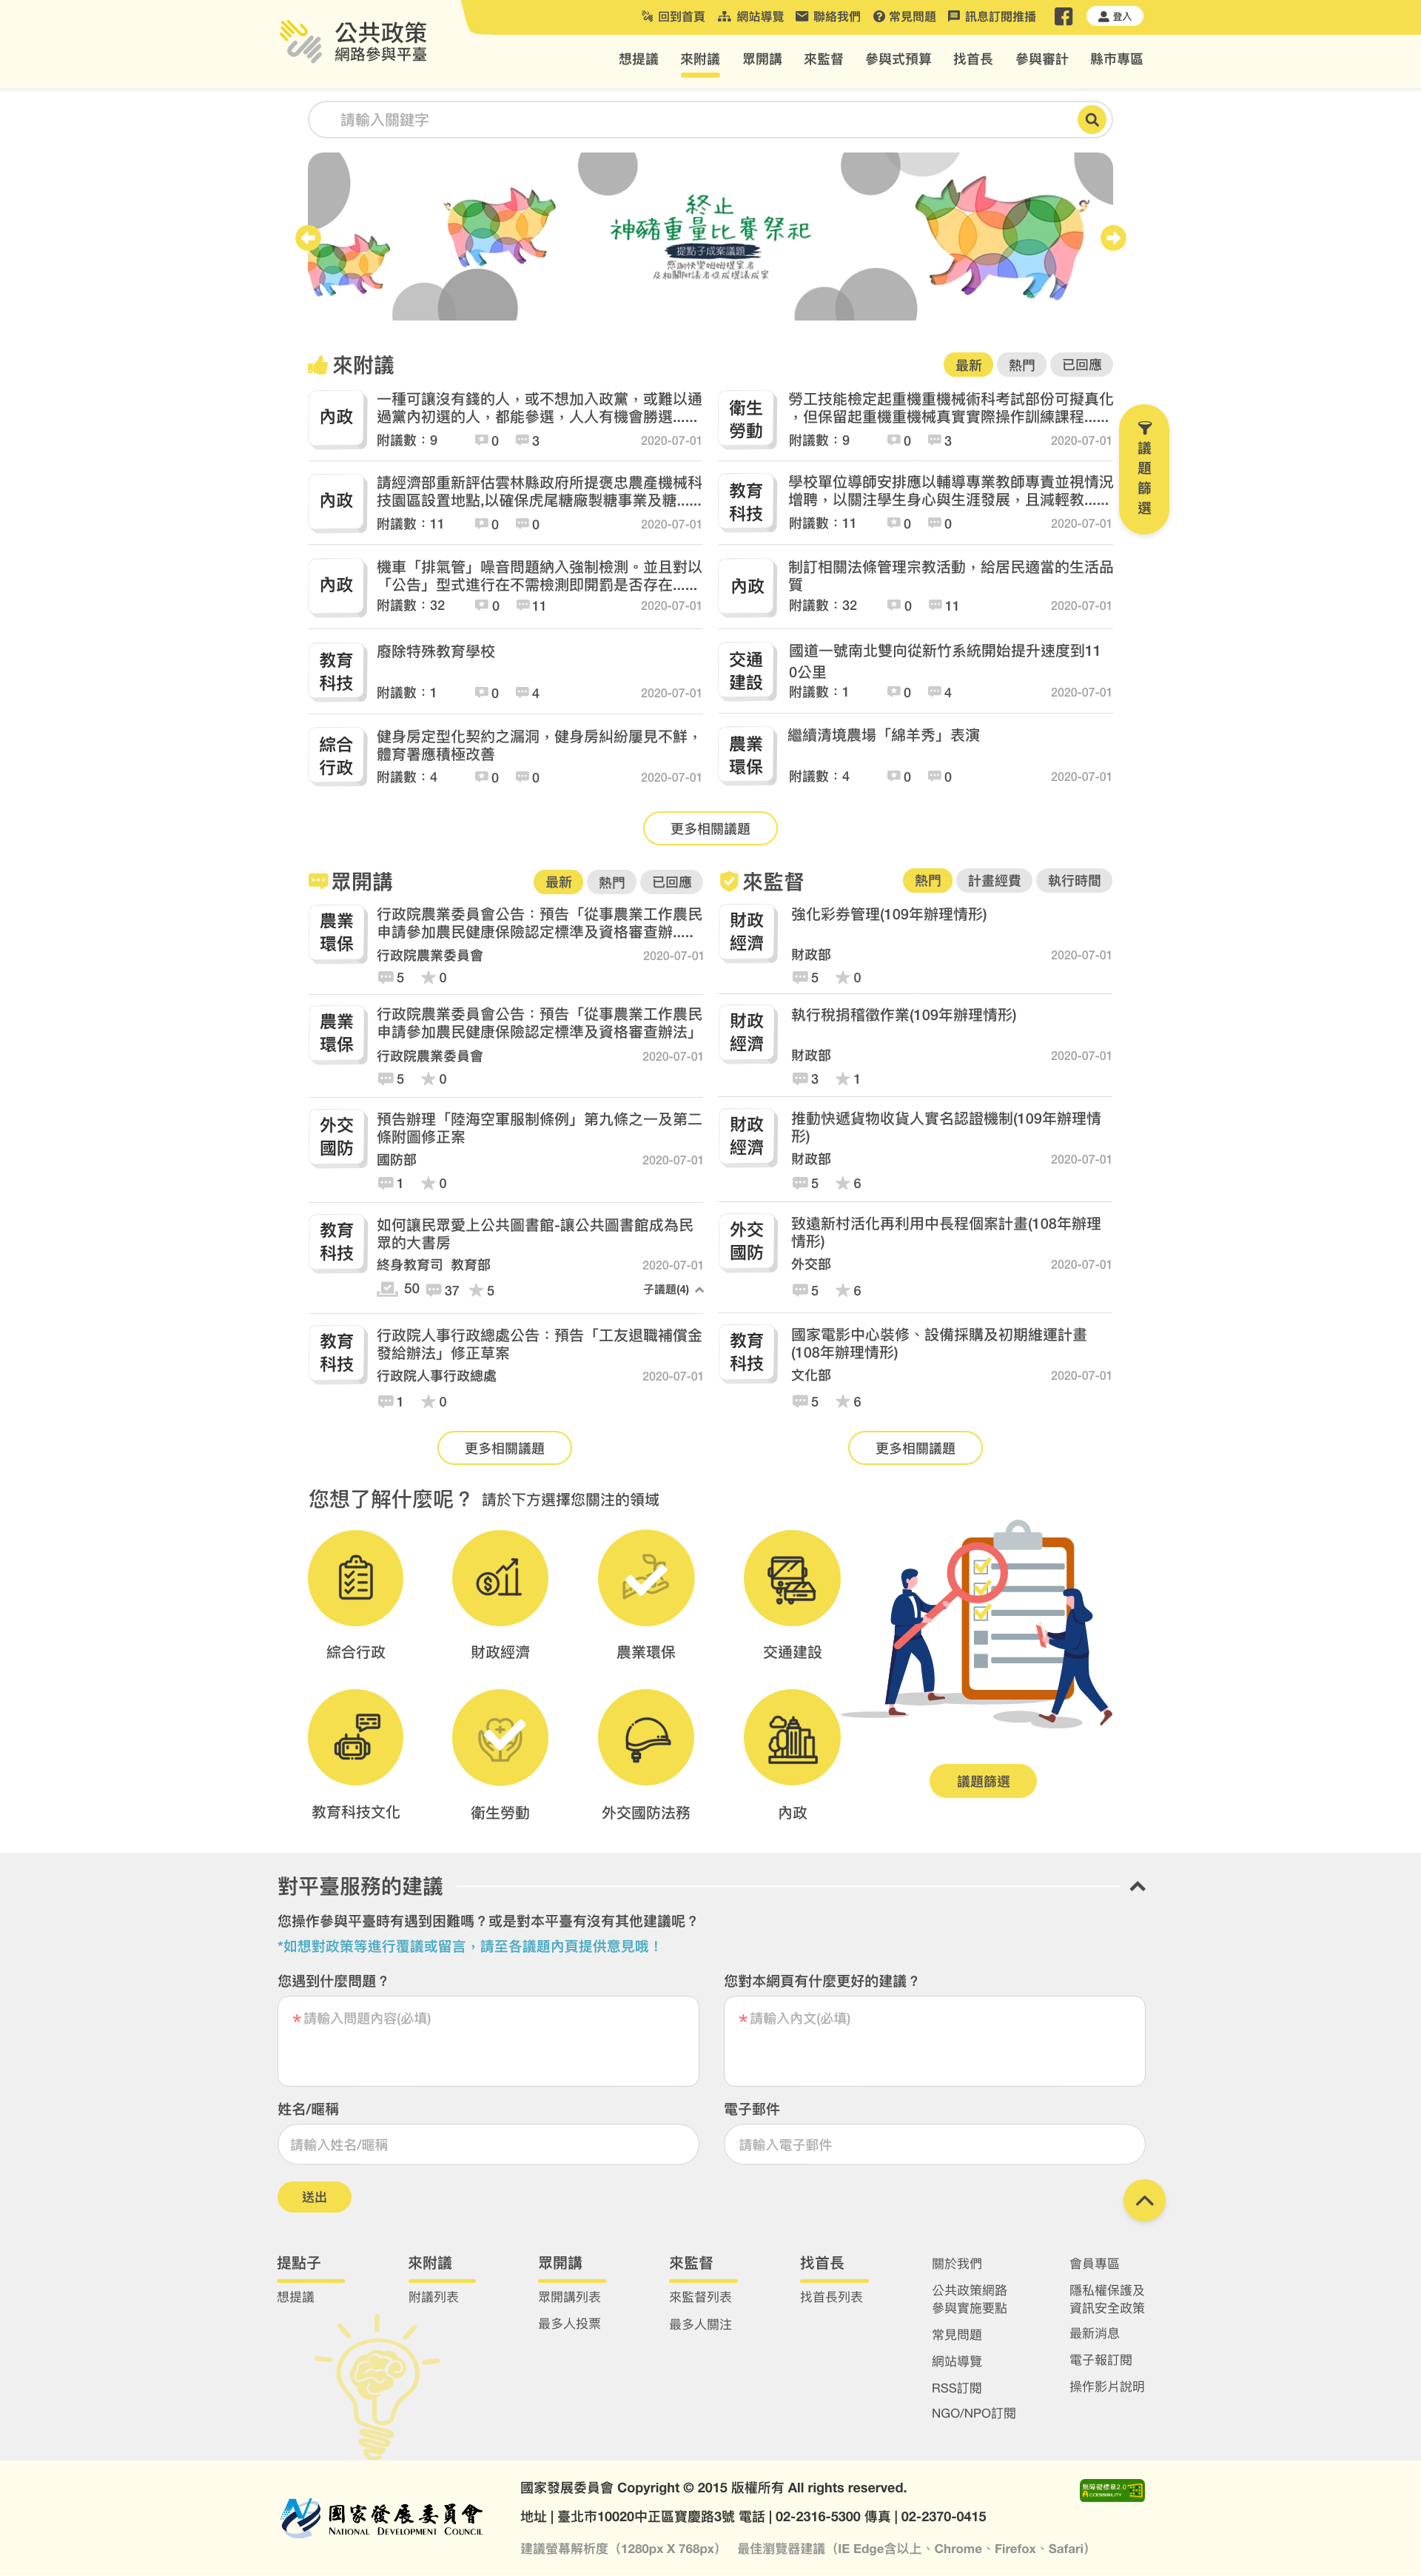 公共政策
網路參與平臺
回到首頁 網站導覽 聯絡我們 常見問題 訊息訂閱推播 登入
想提議 來附議 眾開講 來監督 參與式預算 找首長 參與審計 縣市專區
請輸入關鍵字
終止
神豬重量比賽祭祀
提點子成案議題
來附議
最新 熱門 已回應
內政
一種可讓沒有錢的人，或不想加入政黨，或難以通
過黨內初選的人，都能參選，人人有機會勝選......
附議數：9 0 3 2020-07-01
衛生
勞動
勞工技能檢定起重機重機械術科考試部份可擬真化
，但保留起重機重機械真實實際操作訓練課程......
附議數：9 0 3 2020-07-01
內政
請經濟部重新評估雲林縣政府所提褒忠農產機械科
技園區設置地點,以確保虎尾糖廠製糖事業及糖......
附議數：11 0 0 2020-07-01
教育
科技
學校單位導師安排應以輔導專業教師專責並視情況
增聘，以關注學生身心與生涯發展，且減輕教......
附議數：11 0 0 2020-07-01
議
題
篩
選
內政
機車「排氣管」噪音問題納入強制檢測。並且對以
「公告」型式進行在不需檢測即開罰是否存在......
附議數：32 0 11 2020-07-01
內政
制訂相關法條管理宗教活動，給居民適當的生活品
質
附議數：32 0 11 2020-07-01
教育
科技
廢除特殊教育學校
附議數：1 0 4 2020-07-01
交通
建設
國道一號南北雙向從新竹系統開始提升速度到11
0公里
附議數：1 0 4 2020-07-01
綜合
行政
健身房定型化契約之漏洞，健身房糾紛屢見不鮮，
體育署應積極改善
附議數：4 0 0 2020-07-01
農業
環保
繼續清境農場「綿羊秀」表演
附議數：4 0 0 2020-07-01
更多相關議題
眾開講
最新 熱門 已回應
農業
環保
行政院農業委員會公告：預告「從事農業工作農民
申請參加農民健康保險認定標準及資格審查辦.....
行政院農業委員會 2020-07-01
5 0
農業
環保
行政院農業委員會公告：預告「從事農業工作農民
申請參加農民健康保險認定標準及資格審查辦法」
行政院農業委員會 2020-07-01
5 0
外交
國防
預告辦理「陸海空軍服制條例」第九條之一及第二
條附圖修正案
國防部 2020-07-01
1 0
教育
科技
如何讓民眾愛上公共圖書館-讓公共圖書館成為民
眾的大書房
終身教育司 教育部 2020-07-01
50 37 5 子議題(4)
教育
科技
行政院人事行政總處公告：預告「工友退職補償金
發給辦法」修正草案
行政院人事行政總處 2020-07-01
1 0
更多相關議題
來監督
熱門 計畫經費 執行時間
財政
經濟
強化彩券管理(109年辦理情形)
財政部 2020-07-01
5 0
財政
經濟
執行稅捐稽徵作業(109年辦理情形)
財政部 2020-07-01
3 1
財政
經濟
推動快遞貨物收貨人實名認證機制(109年辦理情
形)
財政部 2020-07-01
5 6
外交
國防
致遠新村活化再利用中長程個案計畫(108年辦理
情形)
外交部 2020-07-01
5 6
教育
科技
國家電影中心裝修、設備採購及初期維運計畫
(108年辦理情形)
文化部 2020-07-01
5 6
更多相關議題
您想了解什麼呢？ 請於下方選擇您關注的領域
綜合行政 財政經濟 農業環保 交通建設
教育科技文化 衛生勞動 外交國防法務 內政
議題篩選
對平臺服務的建議
您操作參與平臺時有遇到困難嗎？或是對本平臺有沒有其他建議呢？
*如想對政策等進行覆議或留言，請至各議題內頁提供意見哦！
您遇到什麼問題？
* 請輸入問題內容(必填)
您對本網頁有什麼更好的建議？
* 請輸入內文(必填)
姓名/暱稱
請輸入姓名/暱稱
電子郵件
請輸入電子郵件
送出
提點子
想提議
來附議
附議列表
眾開講
眾開講列表
最多人投票
來監督
來監督列表
最多人關注
找首長
找首長列表
關於我們
公共政策網路
參與實施要點
常見問題
網站導覽
RSS訂閱
NGO/NPO訂閱
會員專區
隱私權保護及
資訊安全政策
最新消息
電子報訂閱
操作影片說明
國家發展委員會
NATIONAL DEVELOPMENT COUNCIL
國家發展委員會 Copyright © 2015 版權所有 All rights reserved.
地址 | 臺北市10020中正區寶慶路3號 電話 | 02-2316-5300 傳真 | 02-2370-0415
建議螢幕解析度（1280px X 768px） 最佳瀏覽器建議（IE Edge含以上、Chrome、Firefox、Safari）